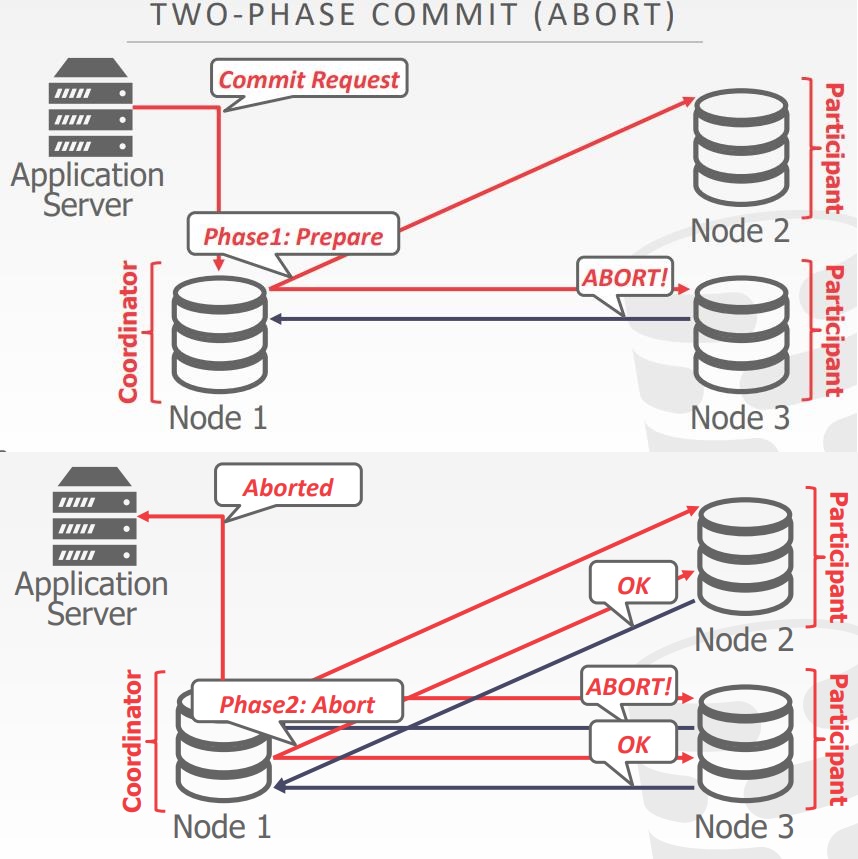 TWO-PHASE COMMIT (ABORT)
Commit Request
Application
Server
Participant
Node 2
Phase1: Prepare
ABORT!
Coordinator
Participant
Node 1
Node 3
Aborted
Application
Server
Participant
OK
Node 2
Phase2: Abort
ABORT!
OK
Coordinator
Participant
Node 1
Node 3